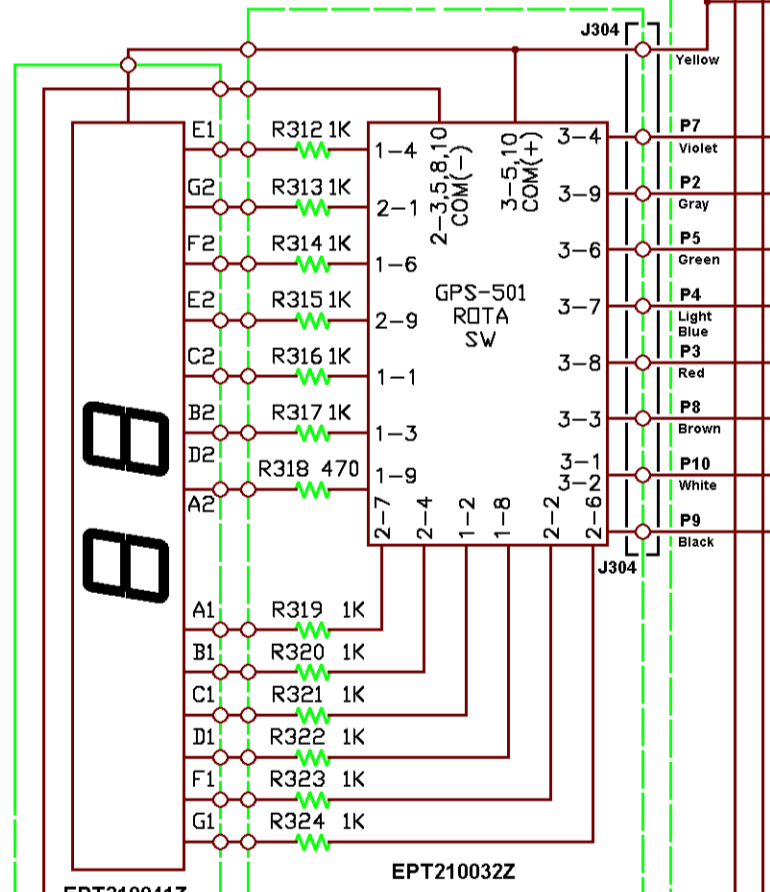 J304
Yellow
E1 R312 1K 1-4
2-3,5,8,10
COM(-)
3-5,10
COM(+)
3-4 P7
Violet
G2 R313 1K 2-1
3-9 P2
Gray
F2 R314 1K 1-6
3-6 P5
Green
E2 R315 1K 2-9
GPS-501
ROTA
SW
3-7 P4
Light
Blue
C2 R316 1K 1-1
3-8 P3
Red
B2 R317 1K 1-3
3-3 P8
Brown
D2
R318 470 1-9
3-1
3-2 P10
White
A2
2-7 2-4 1-2 1-8 2-2 2-6
P9
Black
J304
A1 R319 1K
B1 R320 1K
C1 R321 1K
D1 R322 1K
F1 R323 1K
G1 R324 1K
EPT210032Z